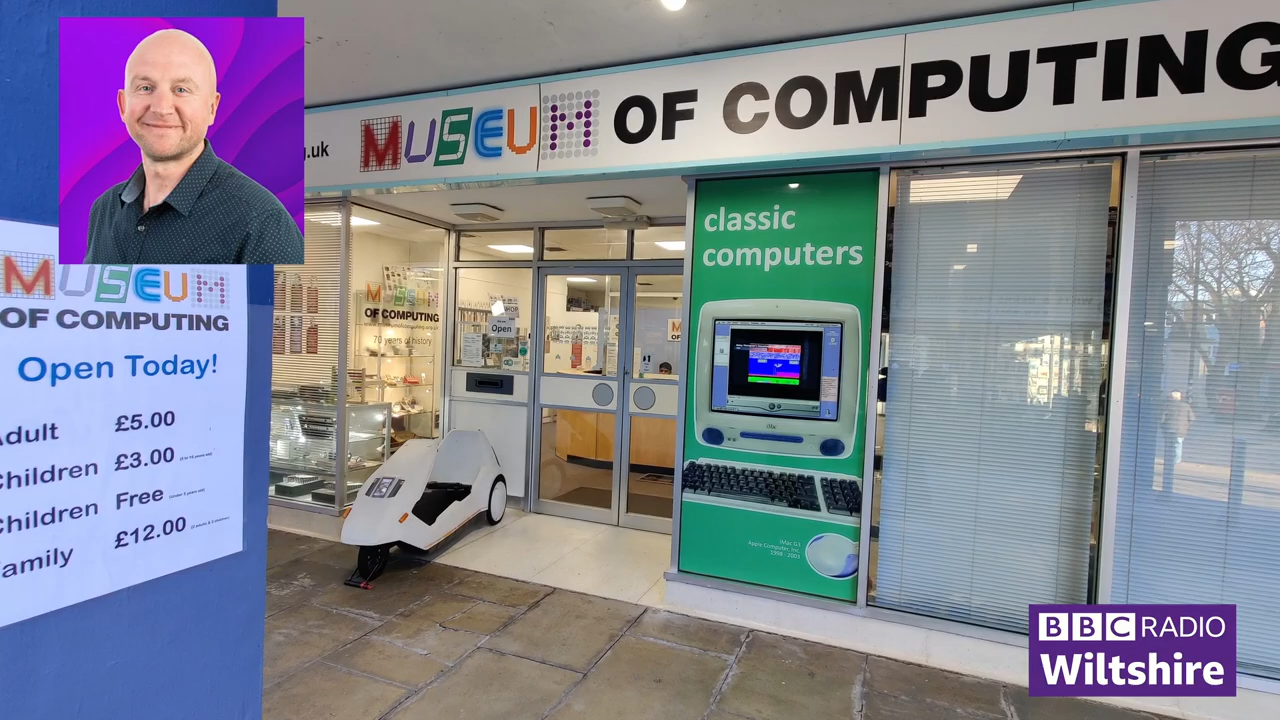 .uk
MUSEUM OF COMPUTING
MUSEUM
OF COMPUTING
Open Today!
Adult £5.00
Children £3.00
Children Free
Family £12.00
MUSEUM
OF COMPUTING
70 years of history
SHOP
Open
classic
computers
iMac
iMac G3
Apple Computer, Inc.
1998 - 2003
BBC RADIO
Wiltshire